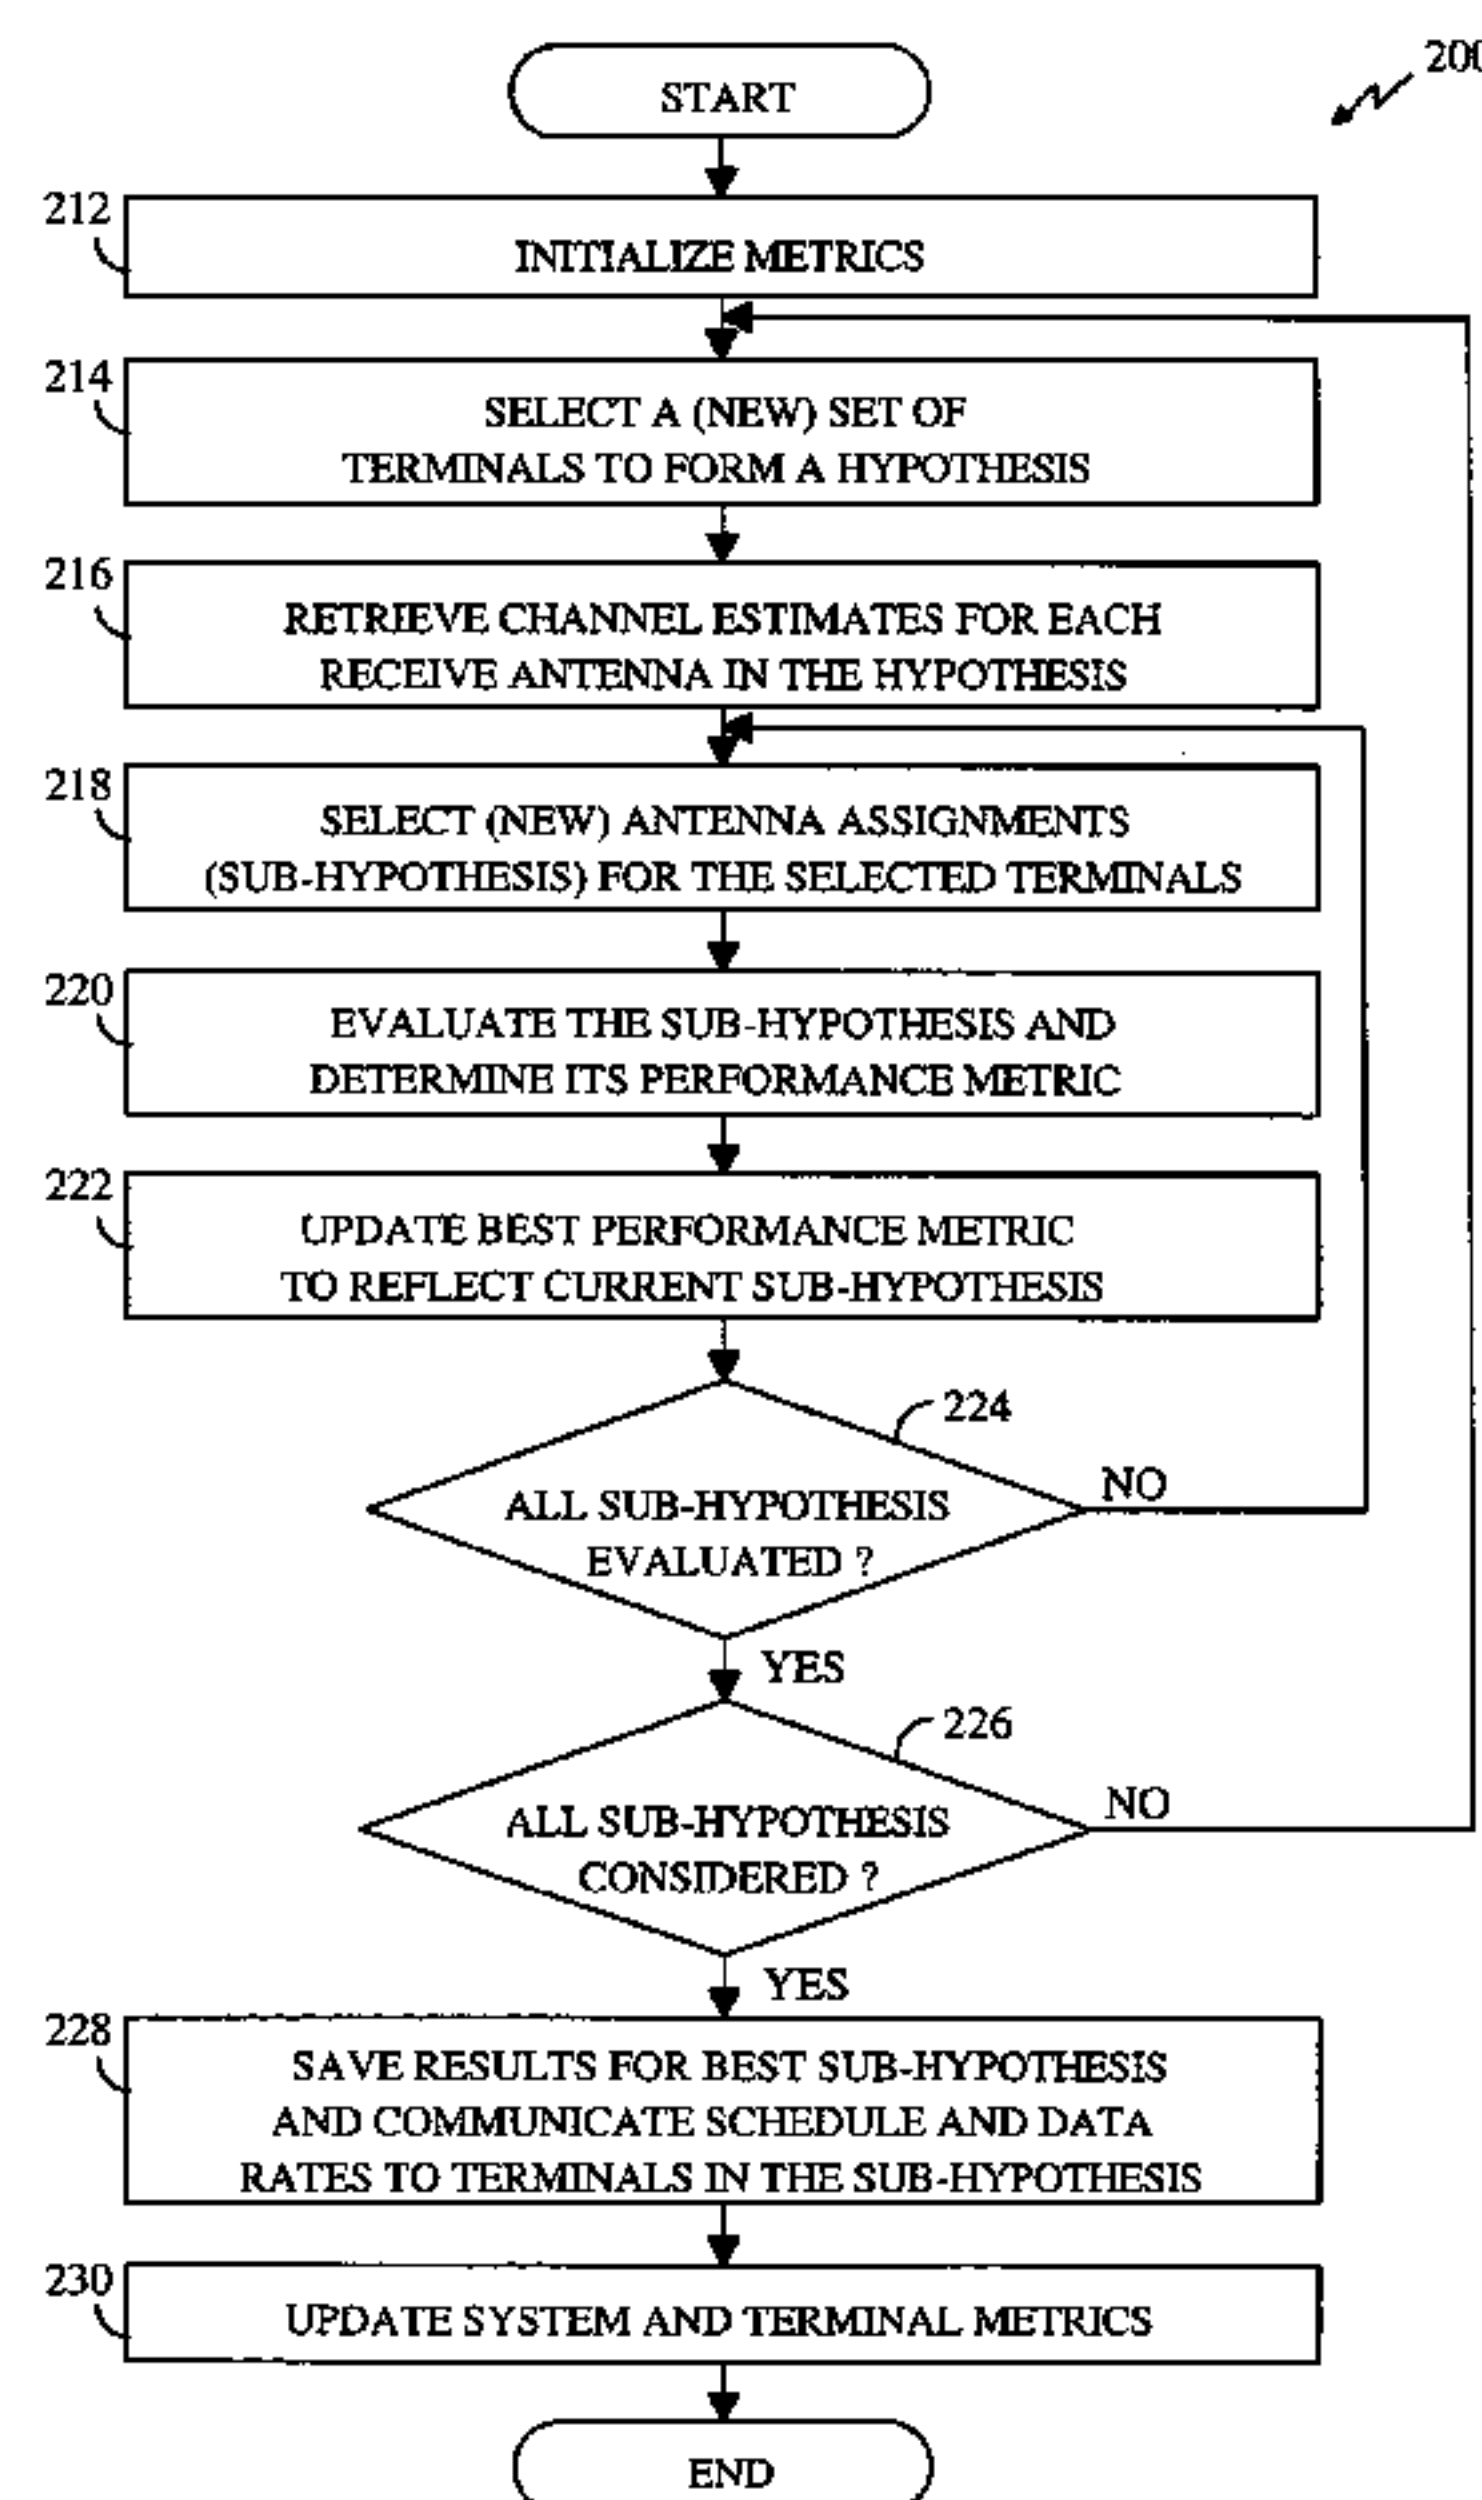 START
200
212
INITIALIZE METRICS
214
SELECT A (NEW) SET OF
TERMINALS TO FORM A HYPOTHESIS
216
RETRIEVE CHANNEL ESTIMATES FOR EACH
RECEIVE ANTENNA IN THE HYPOTHESIS
218
SELECT (NEW) ANTENNA ASSIGNMENTS
(SUB-HYPOTHESIS) FOR THE SELECTED TERMINALS
220
EVALUATE THE SUB-HYPOTHESIS AND
DETERMINE ITS PERFORMANCE METRIC
222
UPDATE BEST PERFORMANCE METRIC
TO REFLECT CURRENT SUB-HYPOTHESIS
224
NO
ALL SUB-HYPOTHESIS
EVALUATED ?
YES
226
NO
ALL SUB-HYPOTHESIS
CONSIDERED ?
YES
228
SAVE RESULTS FOR BEST SUB-HYPOTHESIS
AND COMMUNICATE SCHEDULE AND DATA
RATES TO TERMINALS IN THE SUB-HYPOTHESIS
230
UPDATE SYSTEM AND TERMINAL METRICS
END